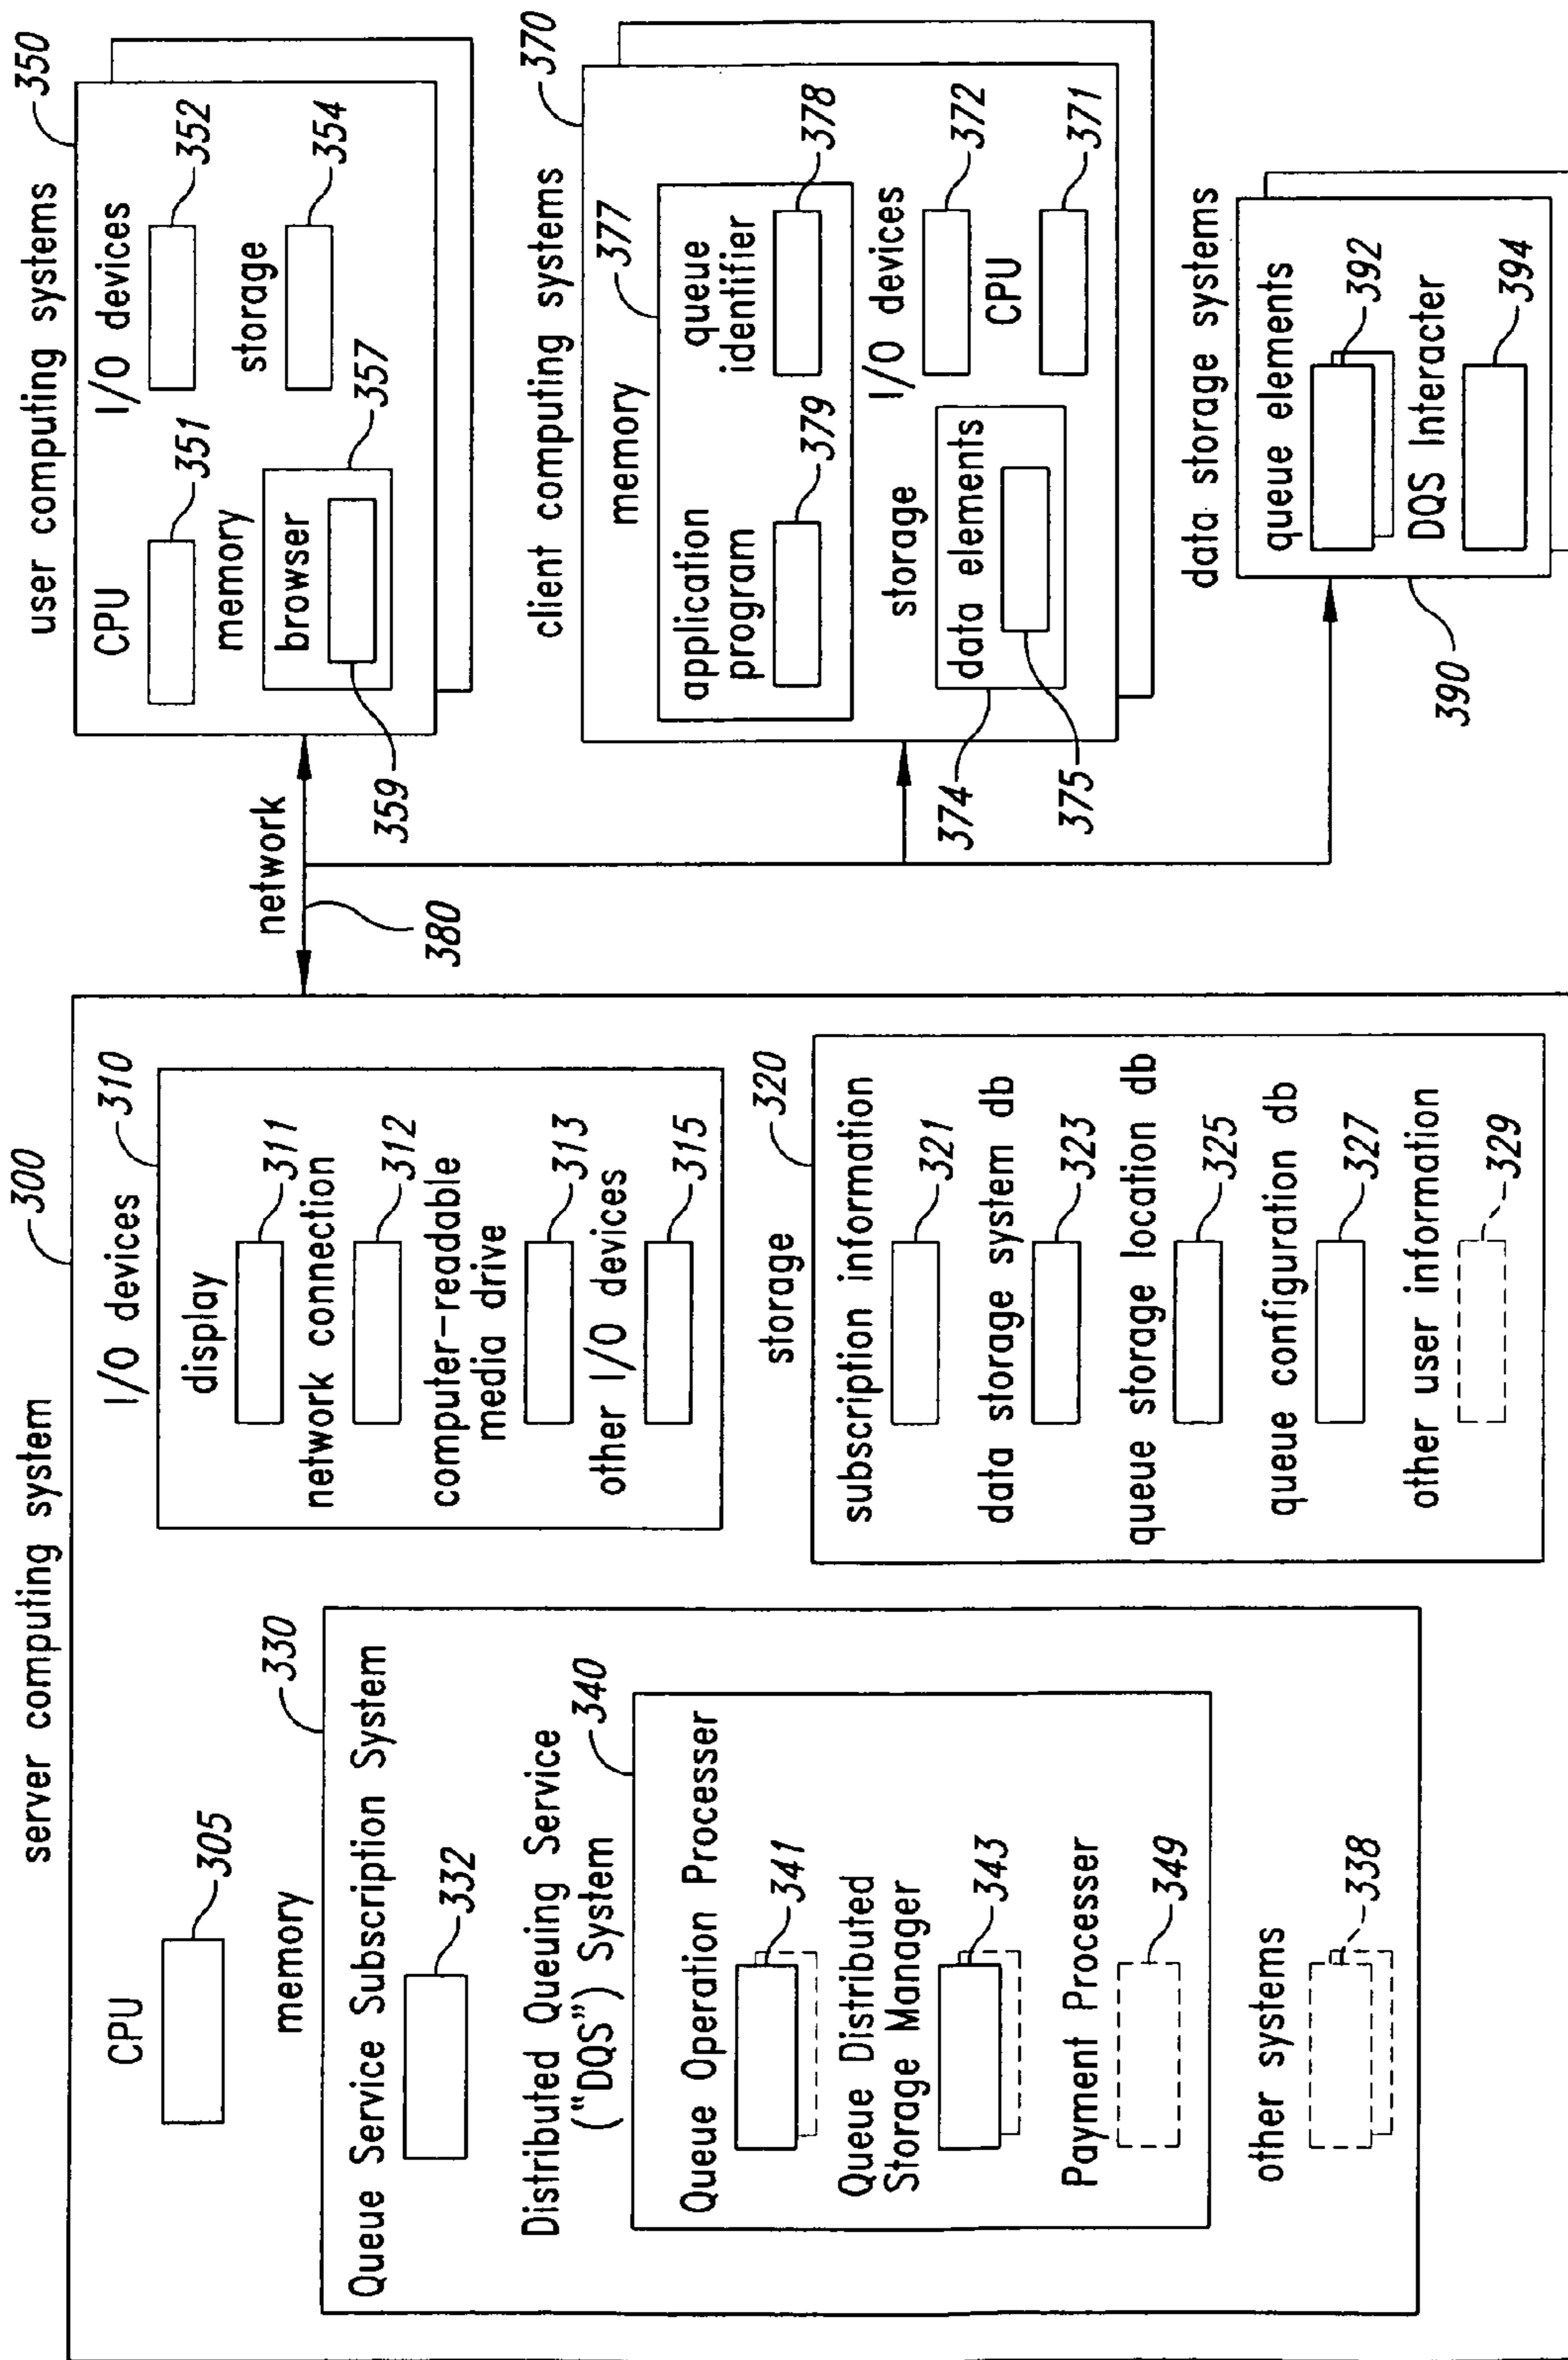 server computing system
300
CPU
305
I/O devices
310
display
311
network connection
312
computer-readable
media drive
313
other I/O devices
315
memory
330
Queue Service Subscription System
332
Distributed Queuing Service
("DQS") System
340
Queue Operation Processer
341
Queue Distributed
Storage Manager
343
Payment Processer
349
other systems
338
storage
320
subscription information
321
data storage system db
323
queue storage location db
325
queue configuration db
327
other user information
329
network
380
user computing systems
350
CPU
351
I/O devices
352
memory
browser
357
359
storage
354
client computing systems
370
memory
377
application
program
379
queue
identifier
378
storage
data elements
374
375
I/O devices
372
CPU
371
data storage systems
queue elements
392
DQS Interacter
394
390